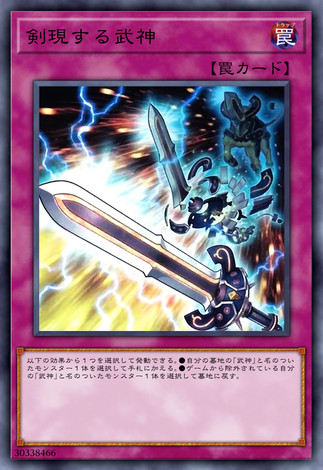 剣現する武神
トラップ
罠
【罠カード】
以下の効果から1つを選択して発動できる。●自分の墓地の「武神」と名のつい
たモンスター1体を選択して手札に加える。●ゲームから除外されている自分
の「武神」と名のついたモンスター1体を選択して墓地に戻す。
30338466